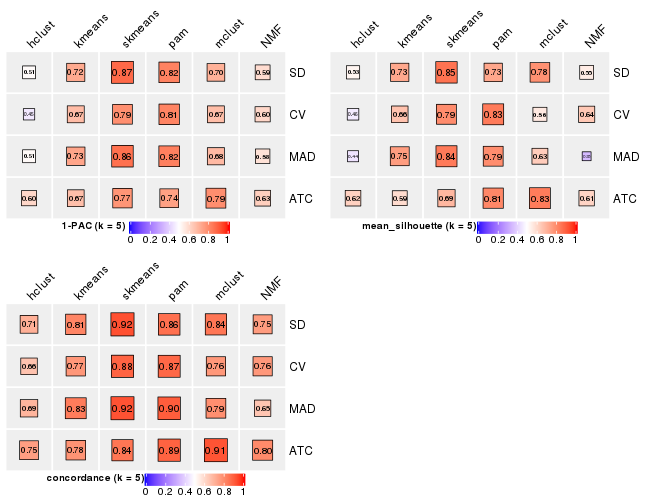 hclust kmeans skmeans pam mclust NMF
0.51 0.72 0.87 0.82 0.70 0.59 SD
0.67 0.79 0.81 0.67 0.60 CV
0.51 0.73 0.86 0.82 0.68 0.58 MAD
0.60 0.67 0.77 0.74 0.79 0.63 ATC
1-PAC (k = 5)
0 0.2 0.4 0.6 0.8 1
hclust kmeans skmeans pam mclust NMF
0.53 0.73 0.85 0.73 0.78 0.55 SD
0.66 0.79 0.83 0.56 0.64 CV
0.44 0.75 0.84 0.79 0.63 MAD
0.62 0.59 0.69 0.81 0.83 0.61 ATC
mean_silhouette (k = 5)
0 0.2 0.4 0.6 0.8 1
hclust kmeans skmeans pam mclust NMF
0.71 0.81 0.92 0.86 0.84 0.75 SD
0.66 0.77 0.88 0.87 0.76 0.76 CV
0.69 0.83 0.92 0.90 0.79 0.65 MAD
0.75 0.78 0.84 0.89 0.91 0.80 ATC
concordance (k = 5)
0 0.2 0.4 0.6 0.8 1